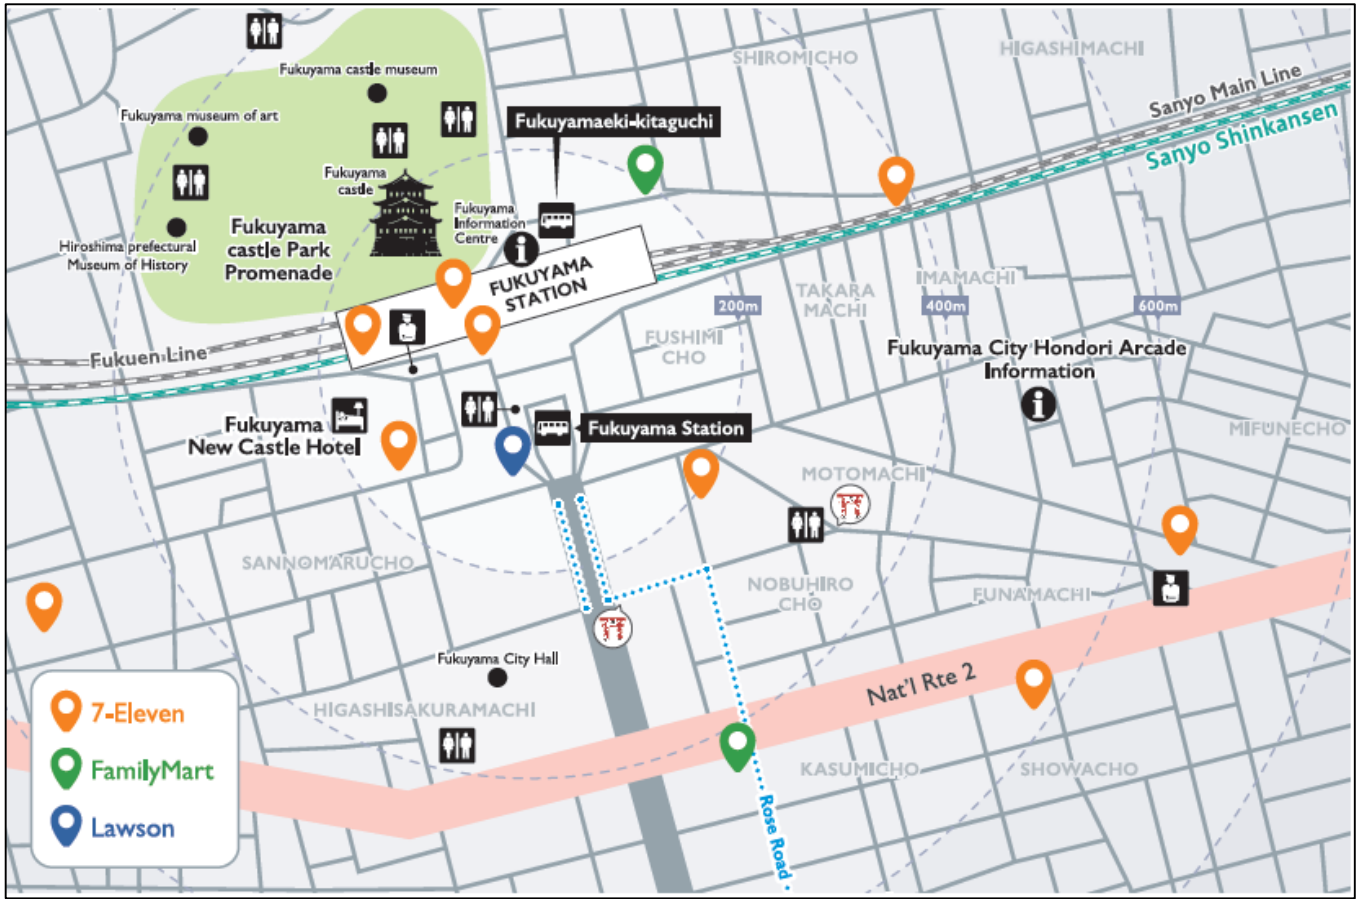 SHIROMICHO
HIGASHIMACHI
Fukuyama castle museum
Sanyo Main Line
Fukuyama museum of art
Fukuyamaeki-kitaguchi
Sanyo Shinkansen
Fukuyama
castle
Fukuyama
Information
Centre
Fukuyama
castle Park
Promenade
Hiroshima prefectural
Museum of History
i
FUKUYAMA
STATION
IMAMACHI
TAKARA
MACHI
200m
400m
600m
FUSHIMI
CHO
Fukuen Line
Fukuyama City Hondori Arcade
Information
i
Fukuyama
New Castle Hotel
Fukuyama Station
MIFUNECHO
MOTOMACHI
SANNOMARUCHO
NOBUHIRO
CHO
FUNAMACHI
Fukuyama City Hall
Nat'l Rte 2
HIGASHISAKURAMACHI
KASUMICHO
SHOWACHO
Rose Road
7-Eleven
FamilyMart
Lawson